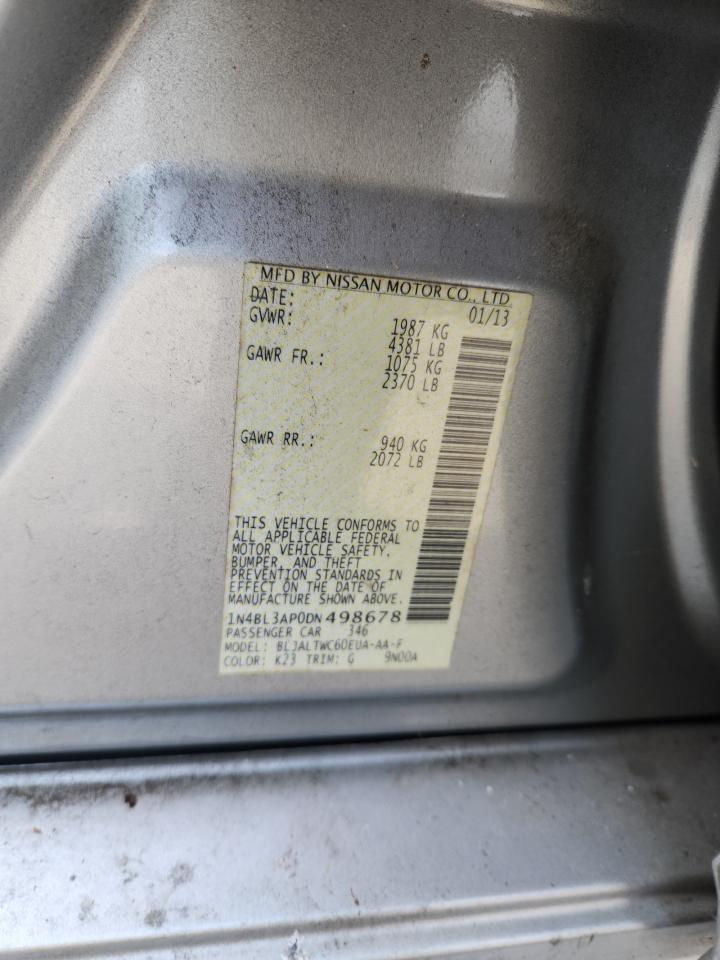 MFD BY NISSAN MOTOR CO., LTD
DATE: 01/13
GVWR: 1987 KG
4381 LB
GAWR FR.: 1075 KG
2370 LB
GAWR RR.: 940 KG
2072 LB
THIS VEHICLE CONFORMS TO
ALL APPLICABLE FEDERAL
MOTOR VEHICLE SAFETY,
BUMPER, AND THEFT
PREVENTION STANDARDS IN
EFFECT ON THE DATE OF
MANUFACTURE SHOWN ABOVE.
1N4BL3AP0DN498678
PASSENGER CAR 346
MODEL: BLJALTWC60EUA-AA-F
COLOR: K23 TRIM: G 9N00A